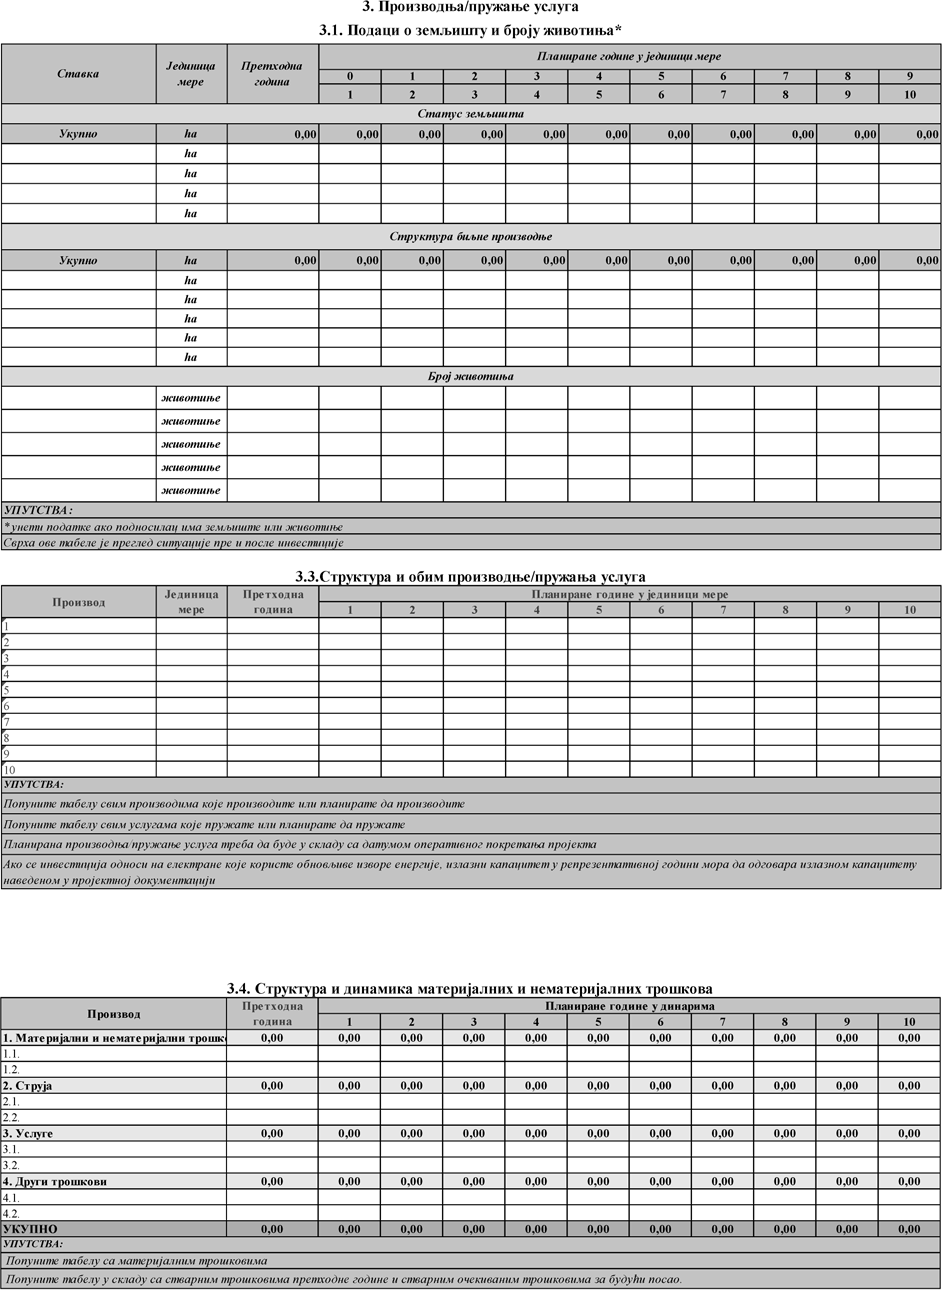 3. Производња/пружање услуга
3.1. Подаци о земљишту и броју животиња*
Ставка Јединица мере Претходна година Планиране године у јединици мере
0 1 2 3 4 5 6 7 8 9
1 2 3 4 5 6 7 8 9 10
Статус земљишта
Укупно ha 0,00 0,00 0,00 0,00 0,00 0,00 0,00 0,00 0,00 0,00 0,00
ha
ha
ha
ha
Структура биљне производње
Укупно ha 0,00 0,00 0,00 0,00 0,00 0,00 0,00 0,00 0,00 0,00 0,00
ha
ha
ha
ha
ha
Број животиња
животиње
животиње
животиње
животиње
животиње
УПУТСТВА:
*унети податке ако подносилац има земљиште или животиње
Сврха ове табеле је преглед ситуације пре и после инвестиције
3.3.Структура и обим производње/пружања услуга
Производ Јединица мере Претходна година Планиране године у јединици мере
1 2 3 4 5 6 7 8 9 10
1
2
3
4
5
6
7
8
9
10
УПУТСТВА:
Попуните табелу свим производима које производите или планирате да производите
Попуните табелу свим услугама које пружате или планирате да пружате
Планирана производња/пружање услуга треба да буде у складу са датумом оперативног покретања пројекта
Ако се инвестиција односи на електране које користе обновљиве изворе енергије, излазни капацитет у репрезентативној години мора да одговара излазном капацитету
наведеном у пројектној документацији
3.4. Структура и динамика материјалних и нематеријалних трошкова
Производ Претходна година Планиране године у динарима
1 2 3 4 5 6 7 8 9 10
1. Материјални и нематеријални трошко 0,00 0,00 0,00 0,00 0,00 0,00 0,00 0,00 0,00 0,00 0,00
1.1.
1.2.
2. Струја 0,00 0,00 0,00 0,00 0,00 0,00 0,00 0,00 0,00 0,00 0,00
2.1.
2.2.
3. Услуге 0,00 0,00 0,00 0,00 0,00 0,00 0,00 0,00 0,00 0,00 0,00
3.1.
3.2.
4. Други трошкови 0,00 0,00 0,00 0,00 0,00 0,00 0,00 0,00 0,00 0,00 0,00
4.1.
4.2.
УКУПНО 0,00 0,00 0,00 0,00 0,00 0,00 0,00 0,00 0,00 0,00 0,00
УПУТСТВА:
Попуните табелу са материјалним трошковима
Попуните табелу у складу са стварним трошковима претходне године и стварним очекиваним трошковима за будући посао.